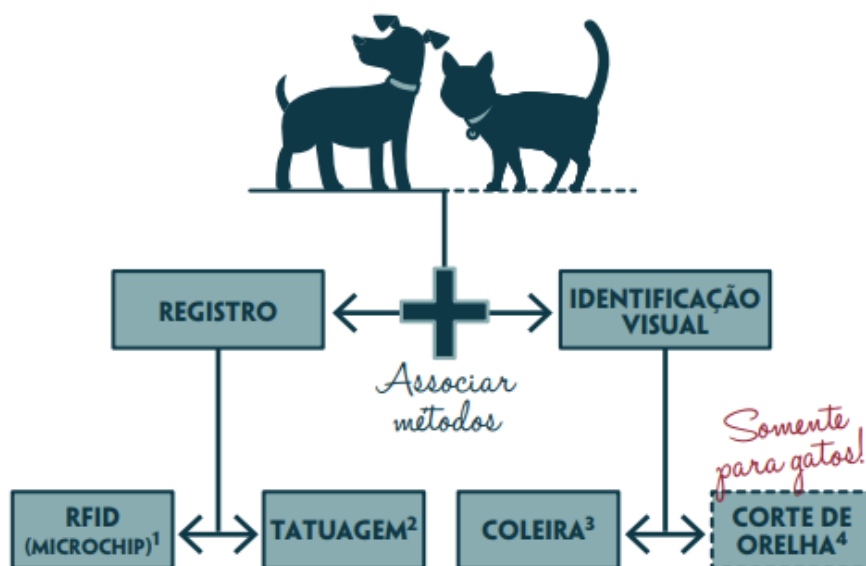 REGISTRO
IDENTIFICAÇÃO
VISUAL
Associar
métodos
Somente
para gatos!
RFID
(MICROCHIP)¹
TATUAGEM²
COLEIRA³
CORTE DE
ORELHA⁴